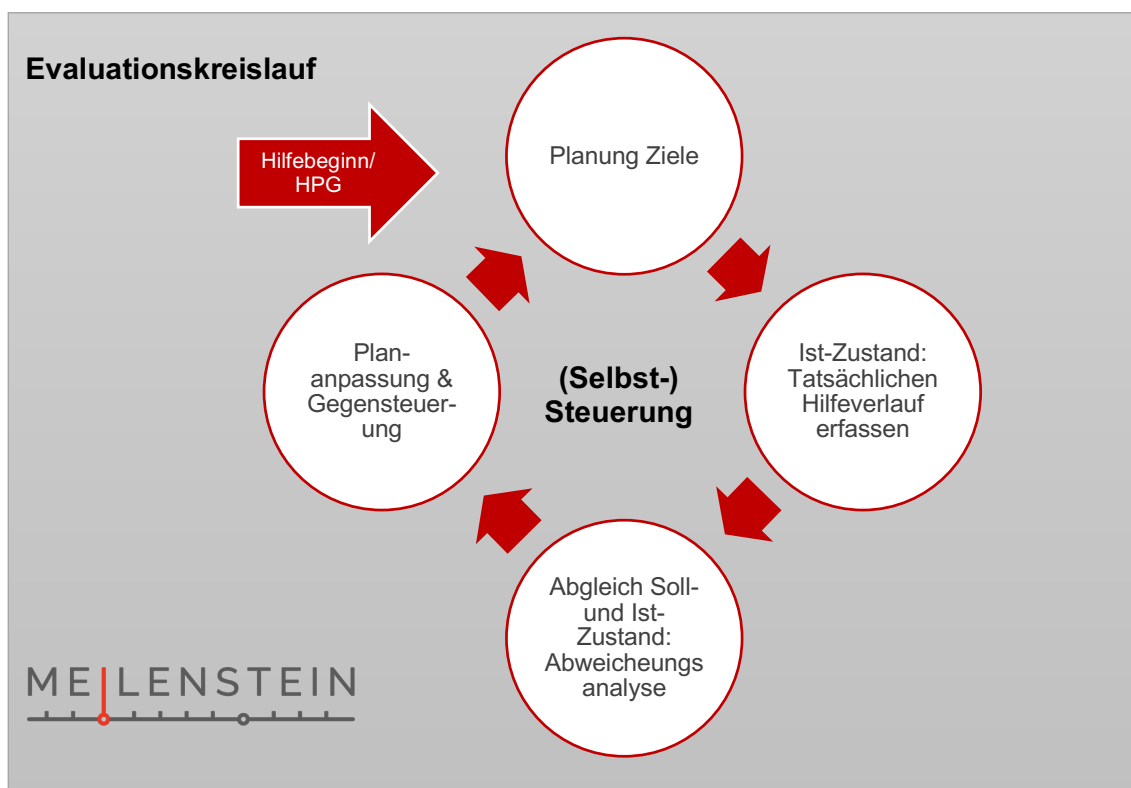 Evaluationskreislauf
Hilfebeginn/
HPG
Planung Ziele
Ist-Zustand:
Tatsächlichen
Hilfeverlauf
erfassen
Abgleich Soll-
und Ist-
Zustand:
Abweicheungs
analyse
Plan-
anpassung &
Gegensteuer-
ung
(Selbst-)
Steuerung
MEILENSTEIN